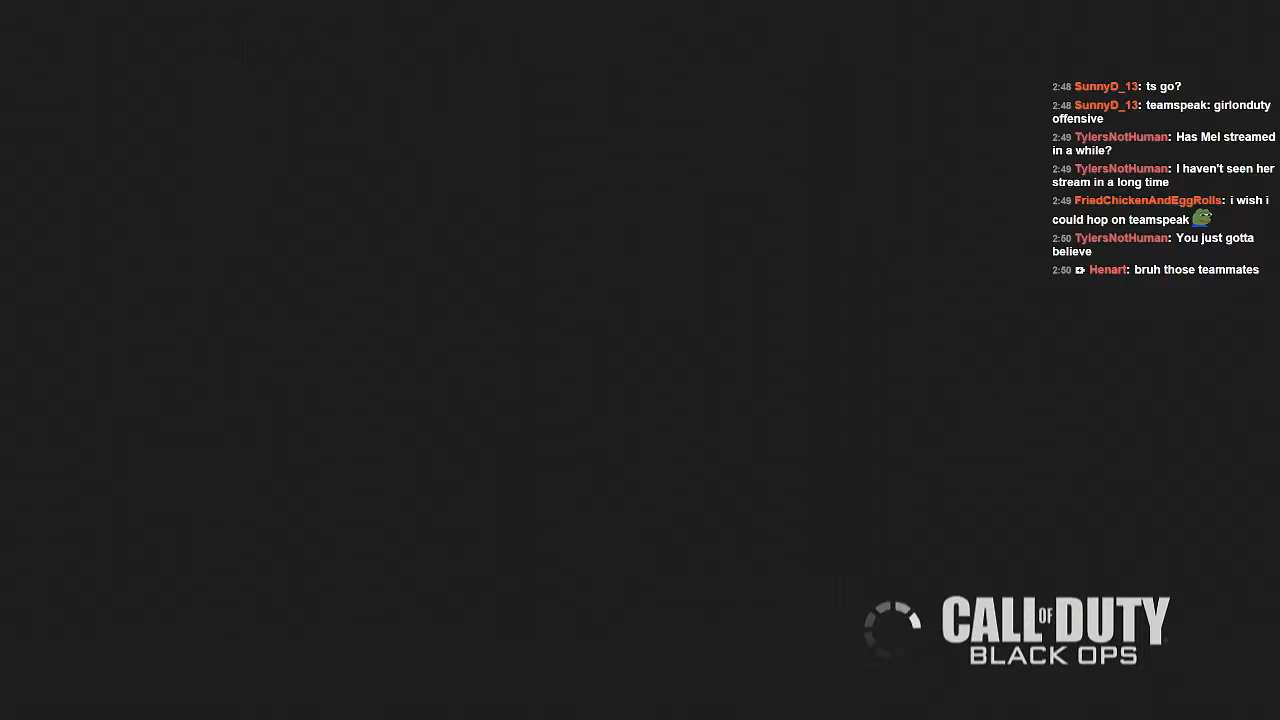 2:48 SunnyD_13: ts go?
2:48 SunnyD_13: teamspeak: girlonduty
offensive
2:49 TylersNotHuman: Has Mel streamed
in a while?
2:49 TylersNotHuman: I haven't seen her
stream in a long time
2:49 FriedChickenAndEggRolls: i wish i
could hop on teamspeak
2:50 TylersNotHuman: You just gotta
believe
2:50 Henart: bruh those teammates
CALL OF DUTY
BLACK OPS